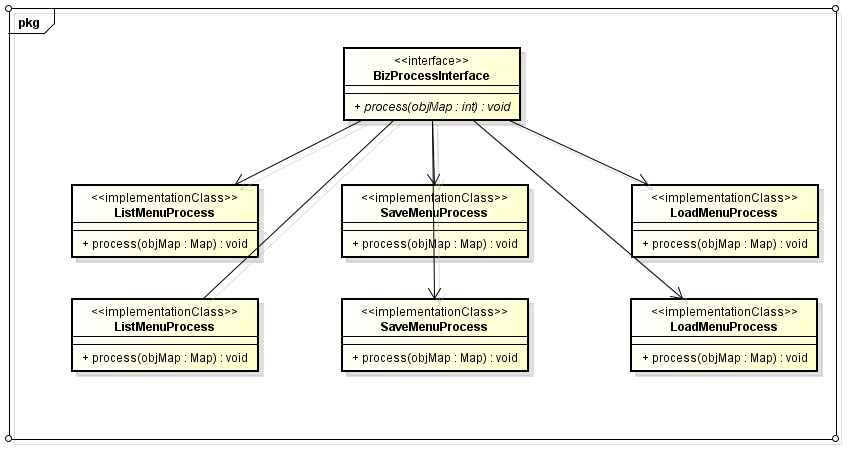 pkg
<<interface>>
BizProcessInterface
+ process(objMap : int) : void
<<implementationClass>>
ListMenuProcess
+ process(objMap : Map) : void
<<implementationClass>>
SaveMenuProcess
+ process(objMap : Map) : void
<<implementationClass>>
LoadMenuProcess
+ process(objMap : Map) : void
<<implementationClass>>
ListMenuProcess
+ process(objMap : Map) : void
<<implementationClass>>
SaveMenuProcess
+ process(objMap : Map) : void
<<implementationClass>>
LoadMenuProcess
+ process(objMap : Map) : void